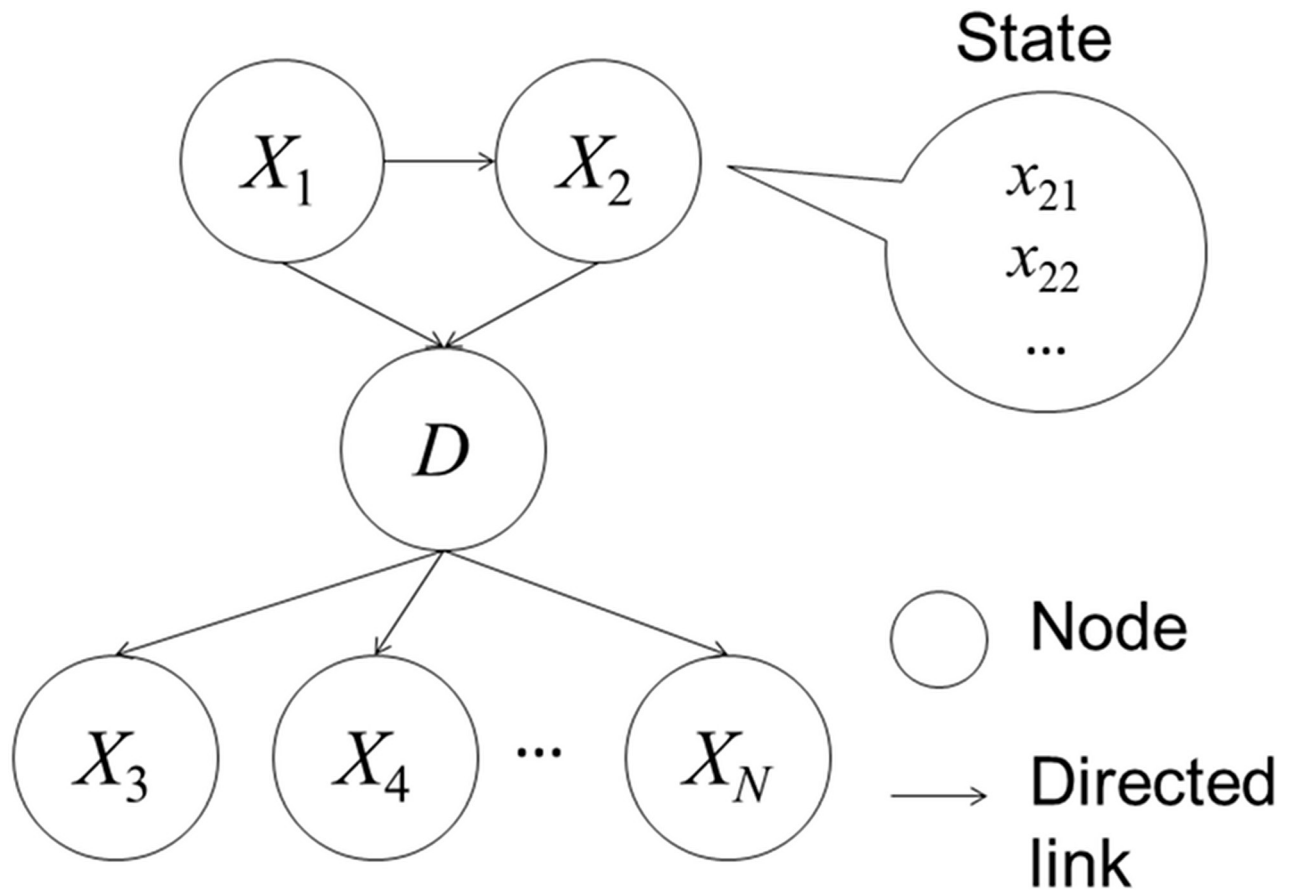 State
X1
X2
x21
x22
...
D
Node
X3
X4
...
XN
Directed
link